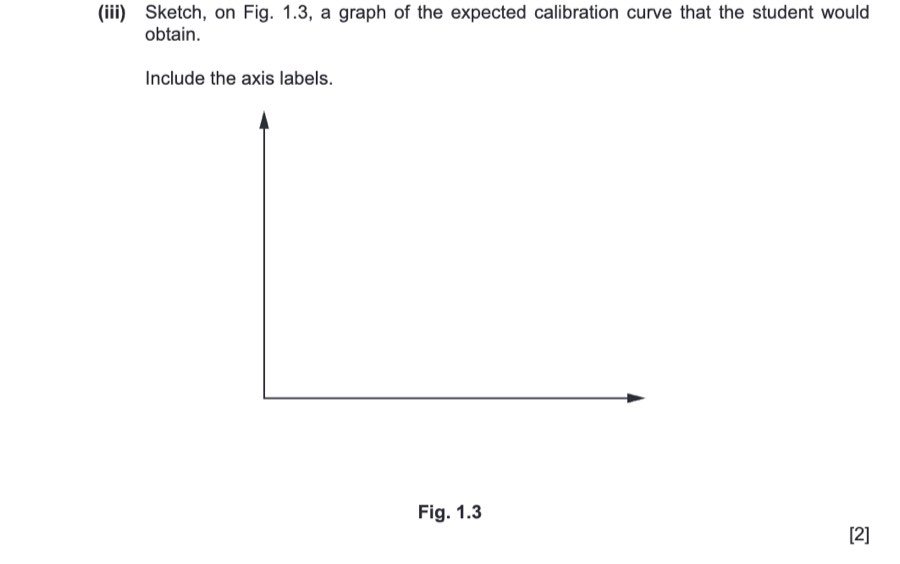 (iii) Sketch, on Fig. 1.3, a graph of the expected calibration curve that the student would
obtain.
Include the axis labels.
Fig. 1.3
[2]